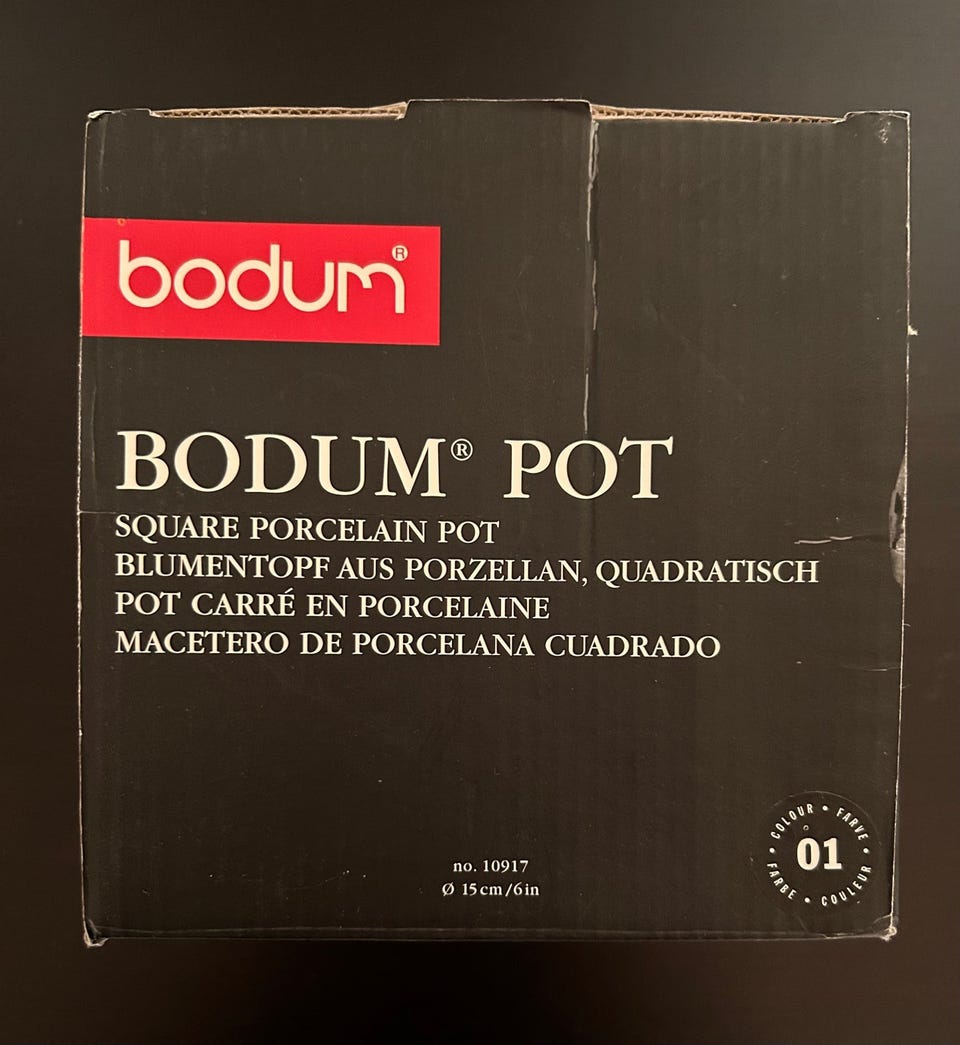 bodum®
BODUM® POT
SQUARE PORCELAIN POT
BLUMENTOPF AUS PORZELLAN, QUADRATISCH
POT CARRÉ EN PORCELAINE
MACETERO DE PORCELANA CUADRADO
no. 10917
Ø 15cm/6in
COLOUR • FARVE • COULEUR • FARBE •
01